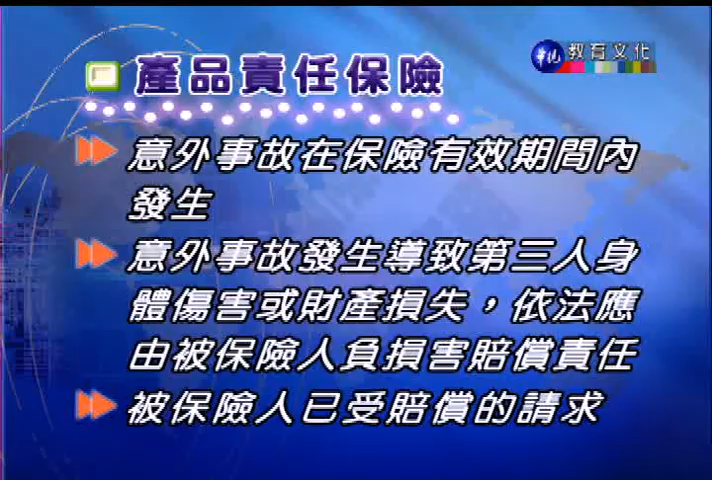 產品責任保險
華視 教育文化
意外事故在保險有效期間內
發生
意外事故發生導致第三人身
體傷害或財產損失，依法應
由被保險人負損害賠償責任
被保險人已受賠償的請求